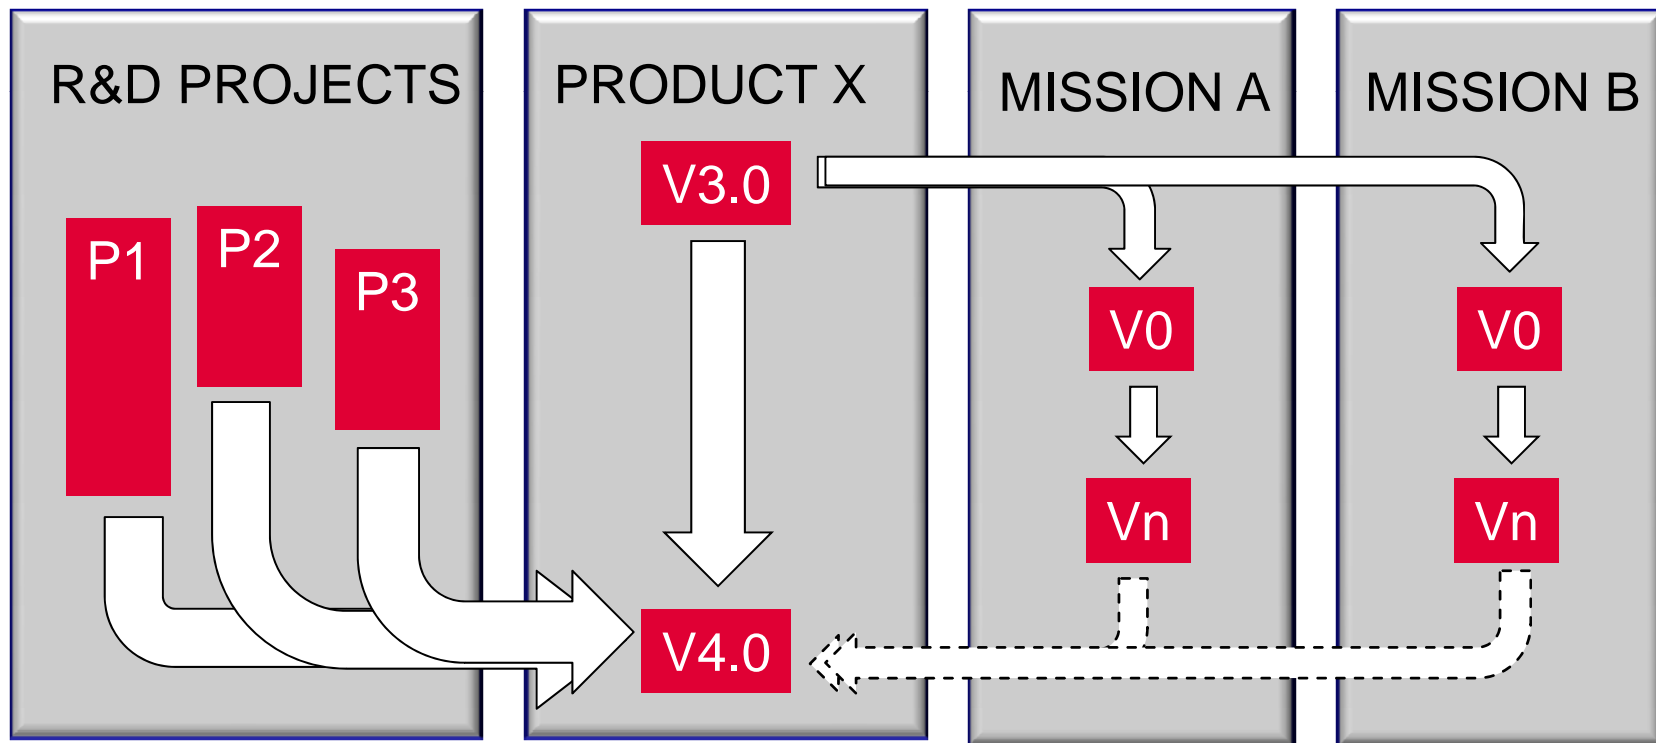 R&D PROJECTS
P1
P2
P3
PRODUCT X
V3.0
V4.0
MISSION A
V0
Vn
MISSION B
V0
Vn